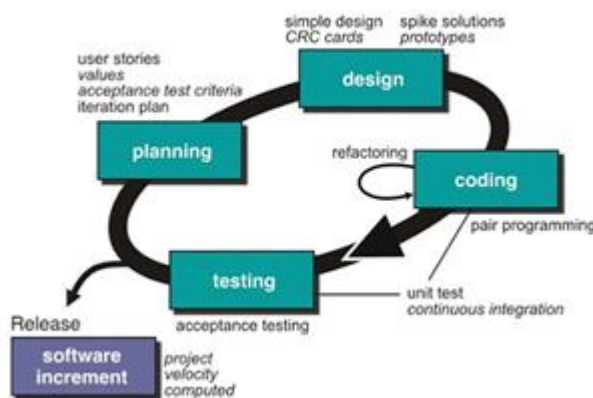 simple design
CRC cards
spike solutions
prototypes
user stories
values
acceptance test criteria
iteration plan
design
planning
refactoring
coding
pair programming
testing
unit test
continuous integration
acceptance testing
Release
software
increment
project
velocity
computed